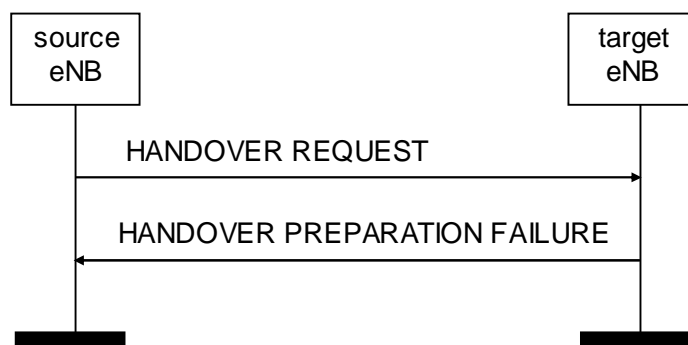 source
eNB
target
eNB
HANDOVER REQUEST
HANDOVER PREPARATION FAILURE